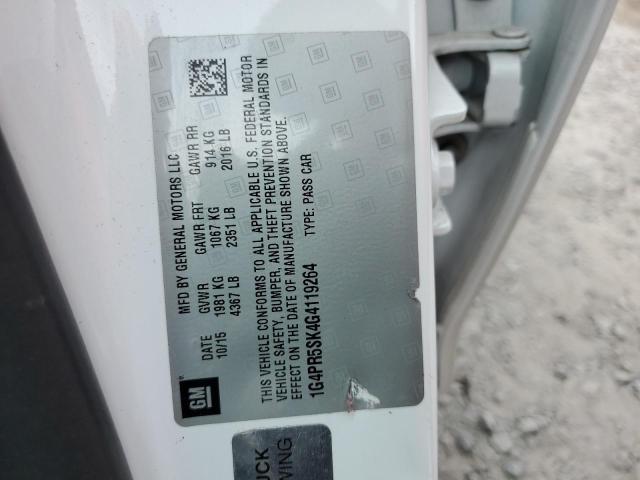 MFD BY GENERAL MOTORS LLC
DATE GVWR GAWR FRT GAWR RR
10/15 1981 KG 1067 KG 914 KG
4367 LB 2351 LB 2016 LB
THIS VEHICLE CONFORMS TO ALL APPLICABLE U.S. FEDERAL MOTOR
VEHICLE SAFETY, BUMPER, AND THEFT PREVENTION STANDARDS IN
EFFECT ON THE DATE OF MANUFACTURE SHOWN ABOVE.
1G4PR5SK4G4119264 TYPE: PASS CAR
GM
UCK
VING